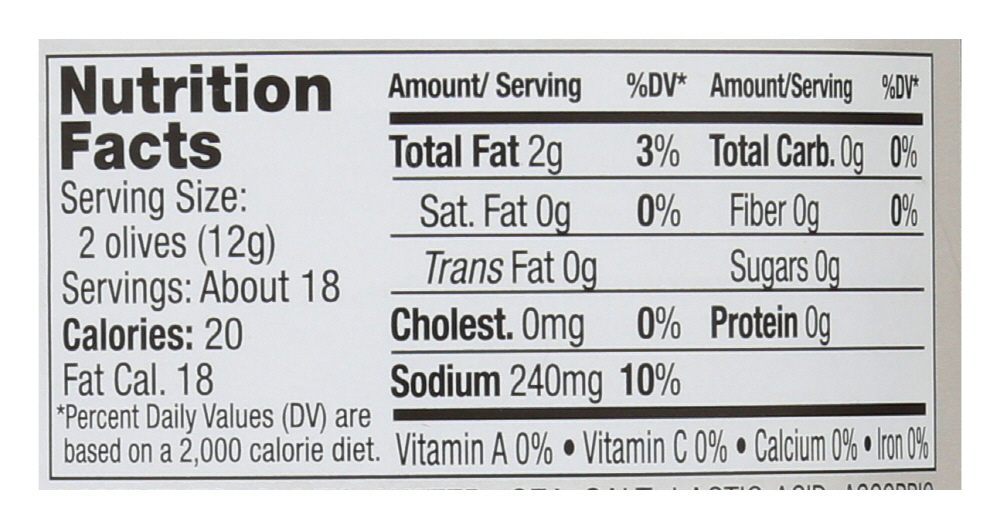 Nutrition
Facts
Serving Size:
2 olives (12g)
Servings: About 18
Calories: 20
Fat Cal. 18
*Percent Daily Values (DV) are
based on a 2,000 calorie diet.
Amount/ Serving %DV* Amount/Serving %DV*
Total Fat 2g 3% Total Carb. 0g 0%
Sat. Fat 0g 0% Fiber 0g 0%
Trans Fat 0g Sugars 0g
Cholest. 0mg 0% Protein 0g
Sodium 240mg 10%
Vitamin A 0% • Vitamin C 0% • Calcium 0% • Iron 0%